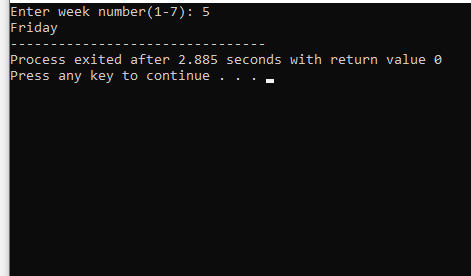 Enter week number(1-7): 5
Friday
--------------------------------
Process exited after 2.885 seconds with return value 0
Press any key to continue . . .